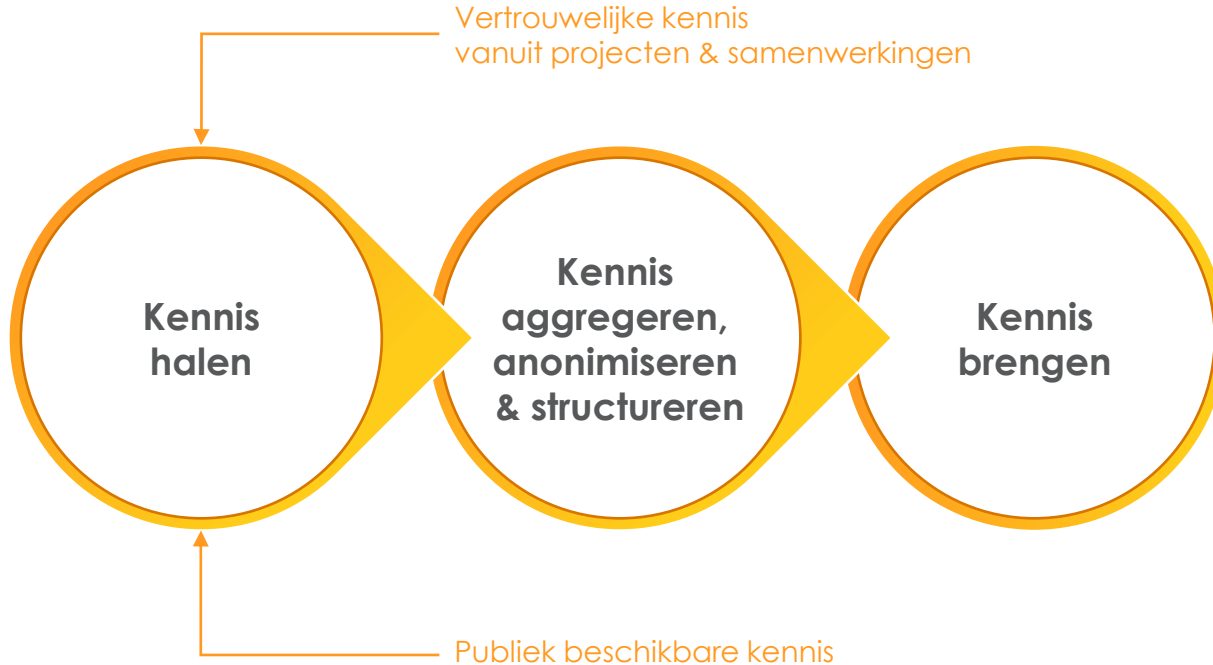 Vertrouwelijke kennis
vanuit projecten & samenwerkingen
Kennis
halen
Kennis
aggregeren,
anonimiseren
& structureren
Kennis
brengen
Publiek beschikbare kennis